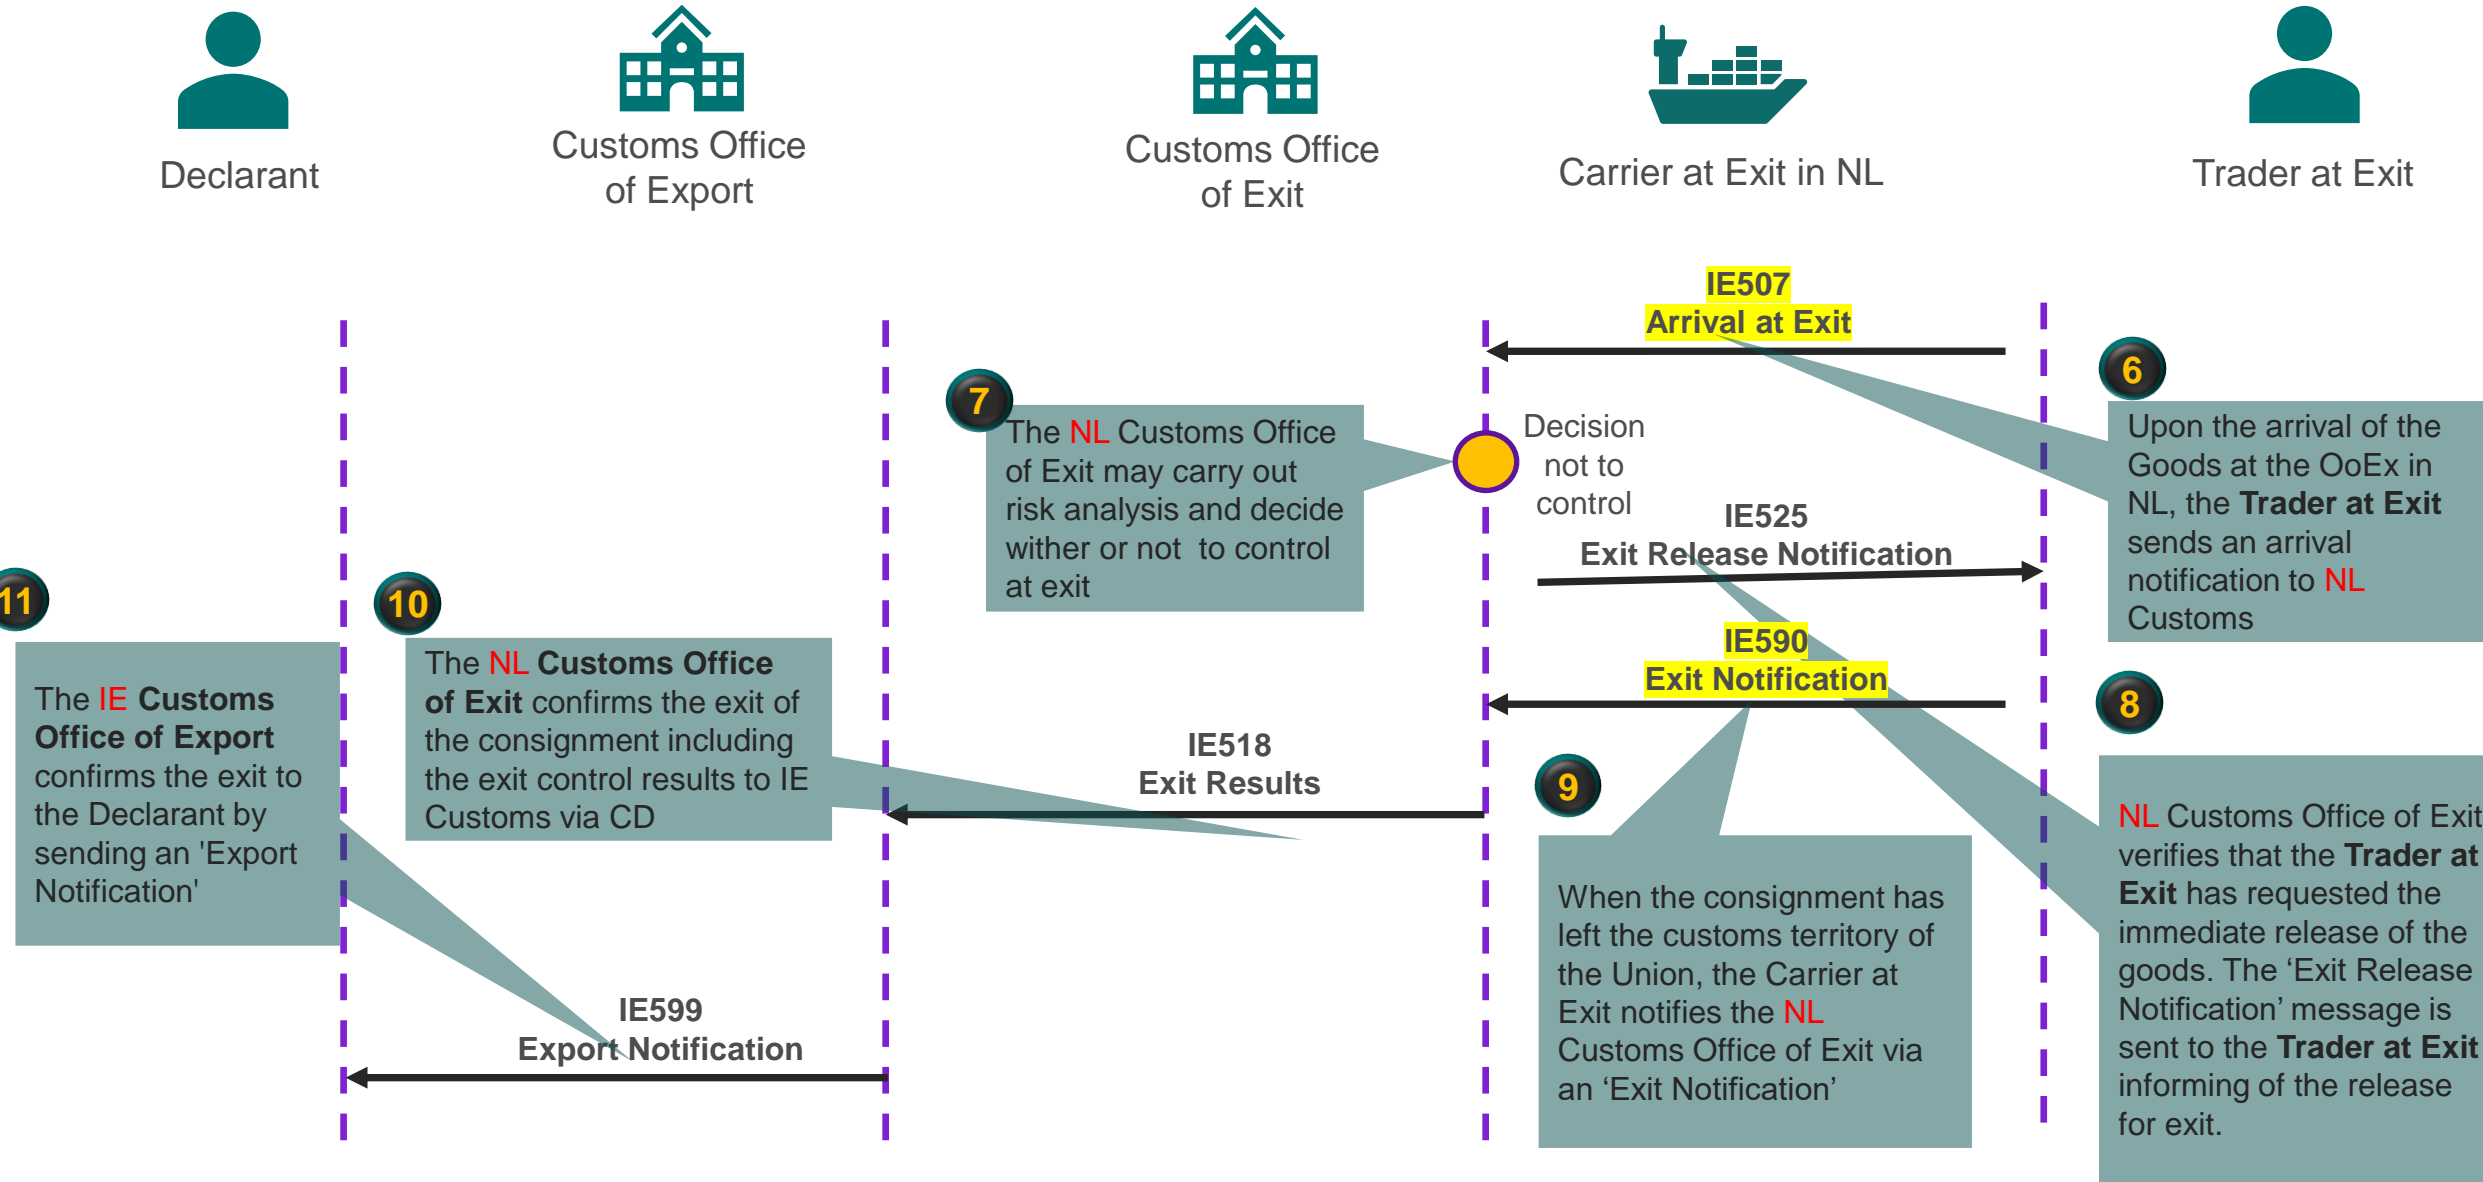 Declarant
Customs Office
of Export
Customs Office
of Exit
Carrier at Exit in NL
Trader at Exit
IE507
Arrival at Exit
6
Upon the arrival of the
Goods at the OoEx in
NL, the Trader at Exit
sends an arrival
notification to NL
Customs
7
The NL Customs Office
of Exit may carry out
risk analysis and decide
wither or not to control
at exit
Decision
not to
control
IE525
Exit Release Notification
8
NL Customs Office of Exit
verifies that the Trader at
Exit has requested the
immediate release of the
goods. The ‘Exit Release
Notification’ message is
sent to the Trader at Exit
informing of the release
for exit.
IE590
Exit Notification
9
When the consignment has
left the customs territory of
the Union, the Carrier at
Exit notifies the NL
Customs Office of Exit via
an ‘Exit Notification’
IE518
Exit Results
10
The NL Customs Office
of Exit confirms the exit of
the consignment including
the exit control results to IE
Customs via CD
11
The IE Customs
Office of Export
confirms the exit to
the Declarant by
sending an 'Export
Notification'
IE599
Export Notification